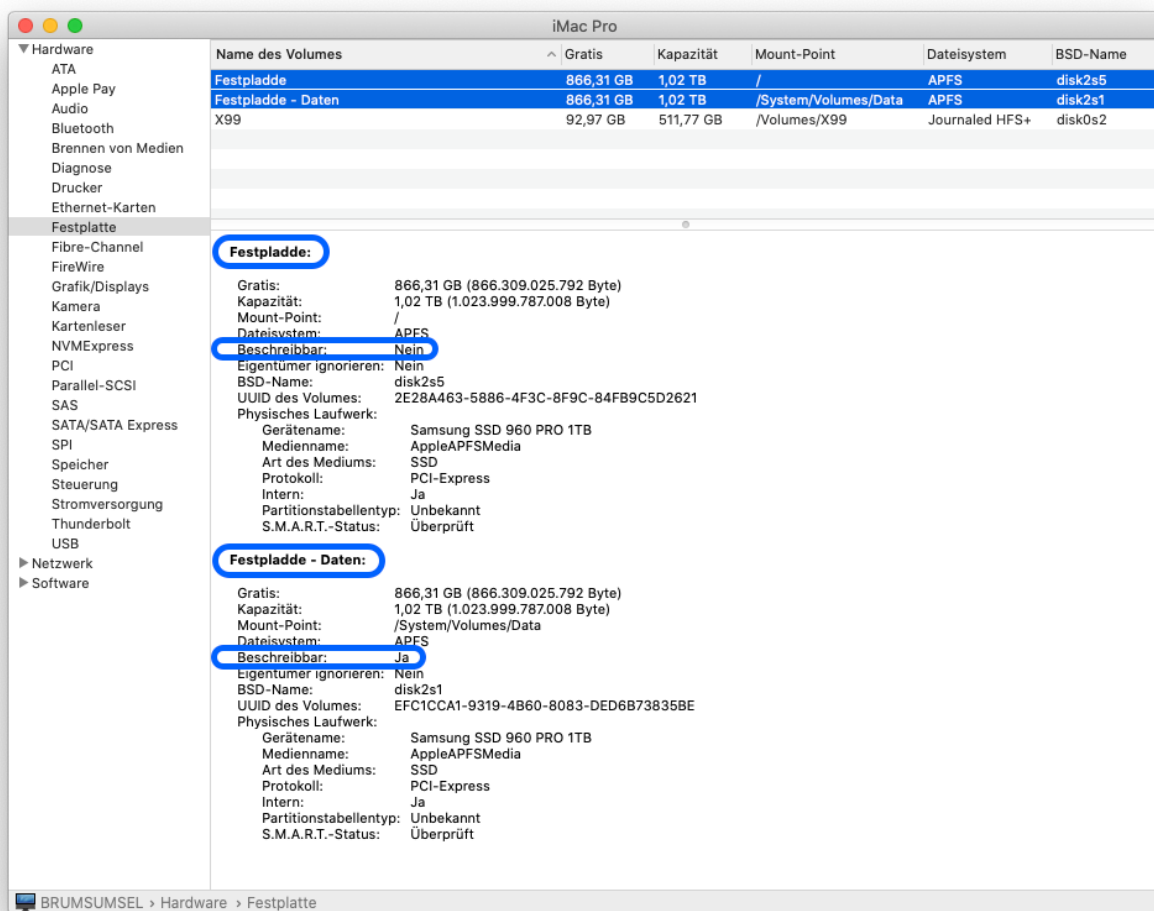 iMac Pro
Hardware
ATA
Apple Pay
Audio
Bluetooth
Brennen von Medien
Diagnose
Drucker
Ethernet-Karten
Festplatte
Fibre-Channel
FireWire
Grafik/Displays
Kamera
Kartenleser
NVMExpress
PCI
Parallel-SCSI
SAS
SATA/SATA Express
SPI
Speicher
Steuerung
Stromversorgung
Thunderbolt
USB
Netzwerk
Software
Name des Volumes Gratis Kapazität Mount-Point Dateisystem BSD-Name
Festpladde 866,31 GB 1,02 TB / APFS disk2s5
Festpladde - Daten 866,31 GB 1,02 TB /System/Volumes/Data APFS disk2s1
X99 92,97 GB 511,77 GB /Volumes/X99 Journaled HFS+ disk0s2
Festpladde:
Gratis: 866,31 GB (866.309.025.792 Byte)
Kapazität: 1,02 TB (1.023.999.787.008 Byte)
Mount-Point: /
Dateisystem: APFS
Beschreibbar: Nein
Eigentümer ignorieren: Nein
BSD-Name: disk2s5
UUID des Volumes: 2E28A463-5886-4F3C-8F9C-84FB9C5D2621
Physisches Laufwerk:
Gerätename: Samsung SSD 960 PRO 1TB
Medienname: AppleAPFSMedia
Art des Mediums: SSD
Protokoll: PCI-Express
Intern: Ja
Partitionstabellentyp: Unbekannt
S.M.A.R.T.-Status: Überprüft
Festpladde - Daten:
Gratis: 866,31 GB (866.309.025.792 Byte)
Kapazität: 1,02 TB (1.023.999.787.008 Byte)
Mount-Point: /System/Volumes/Data
Dateisystem: APFS
Beschreibbar: Ja
Eigentümer ignorieren: Nein
BSD-Name: disk2s1
UUID des Volumes: EFC1CCA1-9319-4B60-8083-DED6B73835BE
Physisches Laufwerk:
Gerätename: Samsung SSD 960 PRO 1TB
Medienname: AppleAPFSMedia
Art des Mediums: SSD
Protokoll: PCI-Express
Intern: Ja
Partitionstabellentyp: Unbekannt
S.M.A.R.T.-Status: Überprüft
BRUMSUMSEL › Hardware › Festplatte